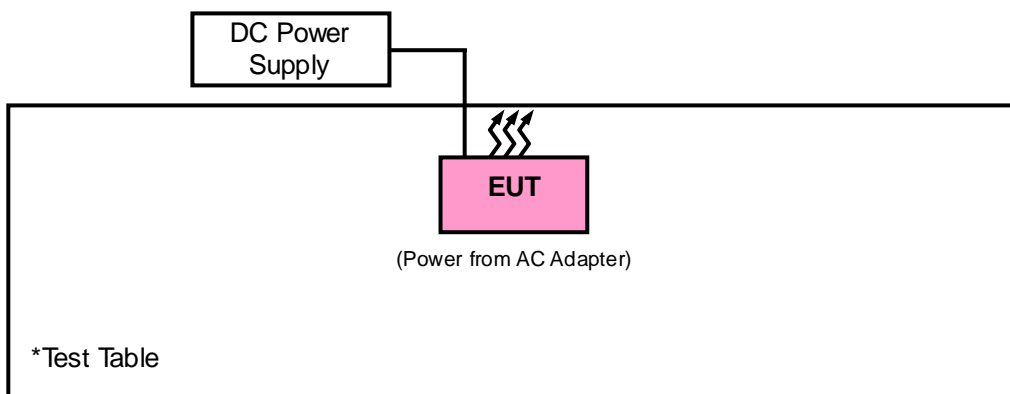 DC Power
Supply
EUT
(Power from AC Adapter)
*Test Table